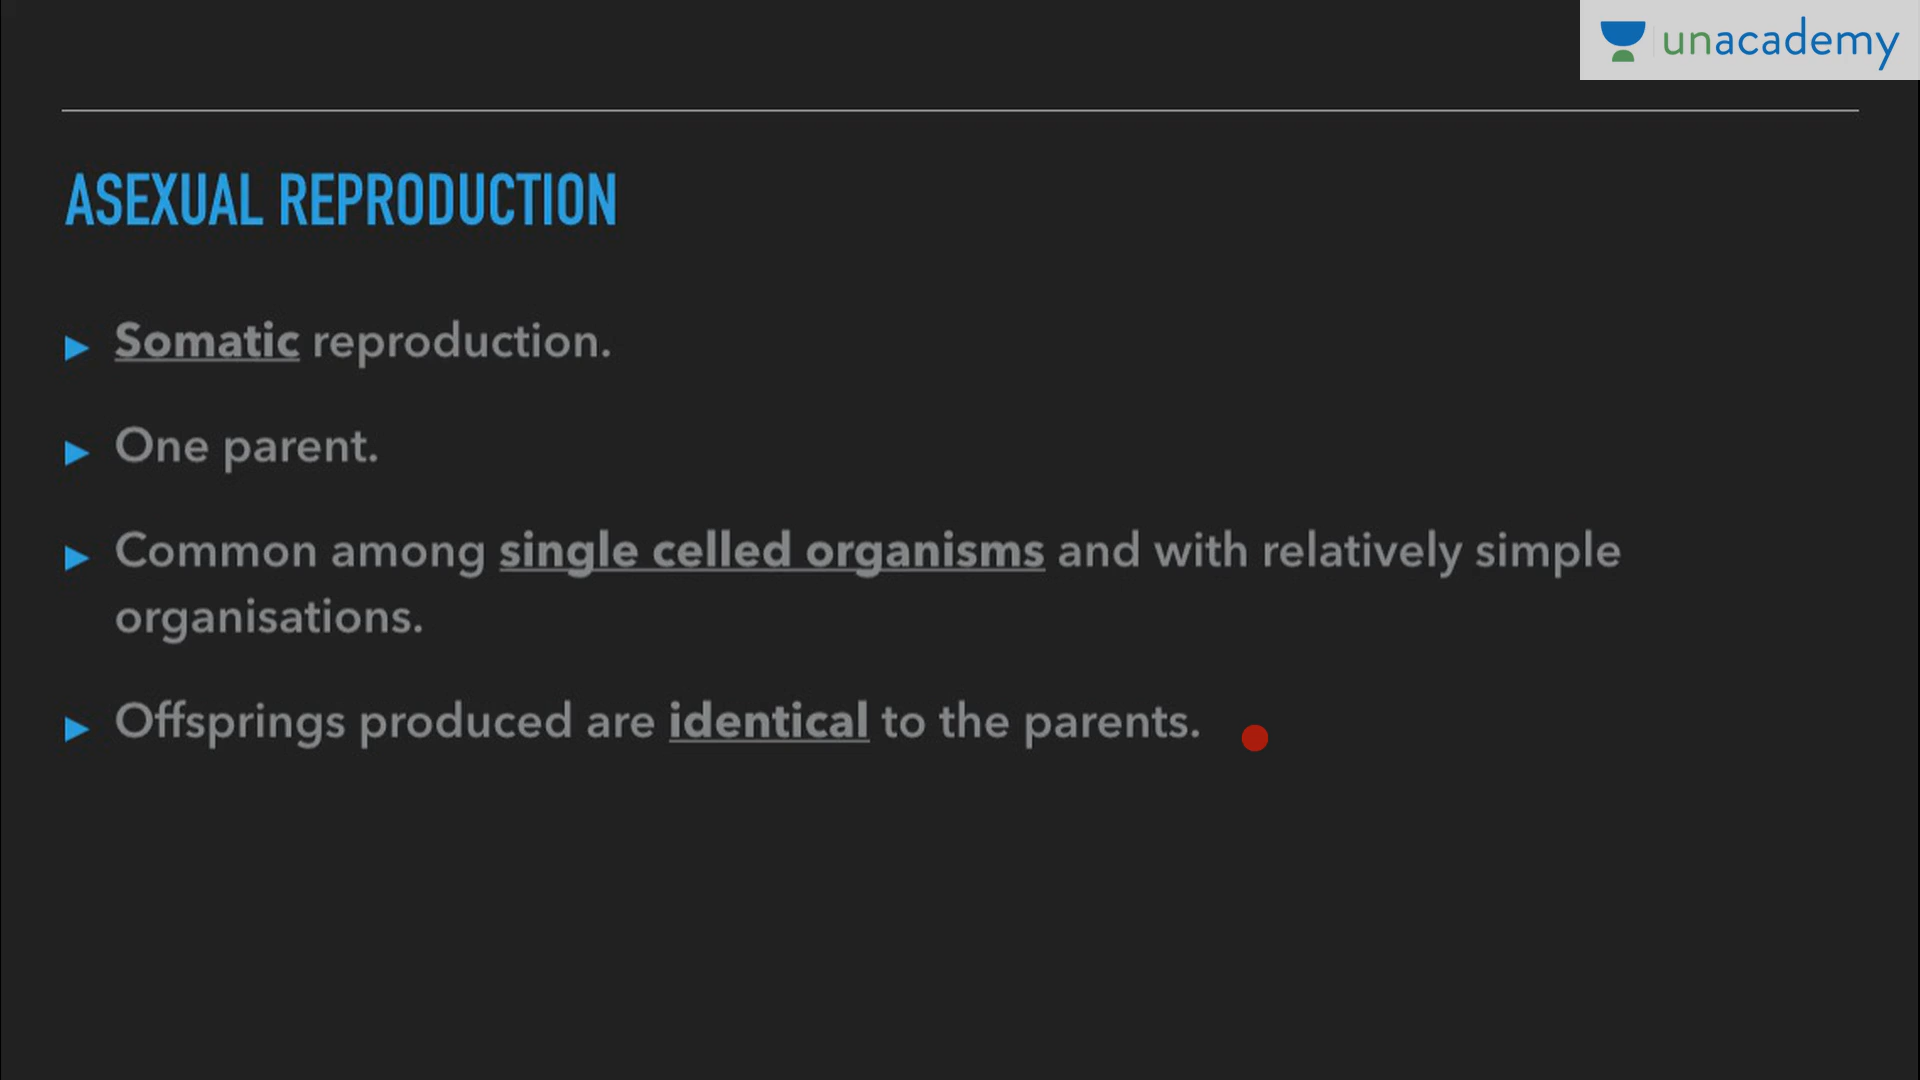 unacademy
ASEXUAL REPRODUCTION
Somatic reproduction.
One parent.
Common among single celled organisms and with relatively simple
organisations.
Offsprings produced are identical to the parents.